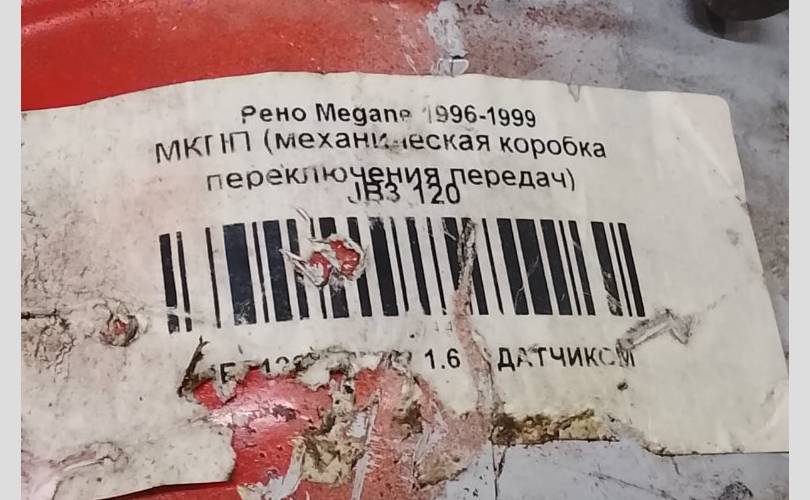 Рено Megane 1996-1999
МКПП (механическая коробка
переключения передач)
JB3 120
1.6 ДАТЧИКОМ